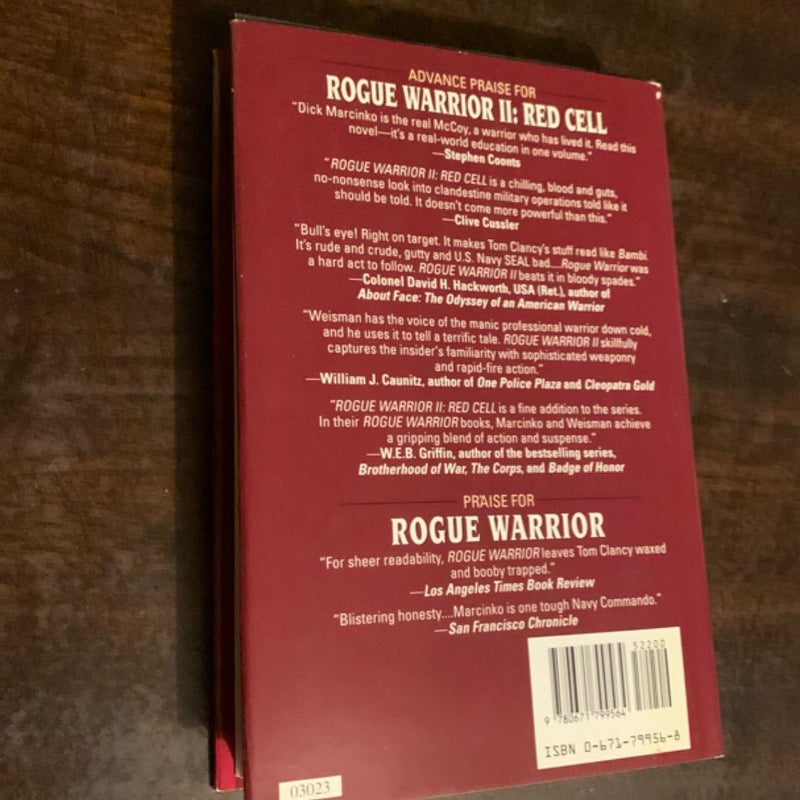 ADVANCE PRAISE FOR
ROGUE WARRIOR II: RED CELL
"Dick Marcinko is the real McCoy, a warrior who has lived it. Read this
novel—it's a real-world education in one volume."
—Stephen Coonts
"ROGUE WARRIOR II: RED CELL is a chilling, blood and guts,
no-nonsense look into clandestine military operations told like it
should be told. It doesn't come more powerful than this."
—Clive Cussler
"Bull's eye! Right on target. It makes Tom Clancy's stuff read like Bambi.
It's rude and crude, gutty and U.S. Navy SEAL bad....Rogue Warrior was
a hard act to follow. ROGUE WARRIOR II beats it in bloody spades."
—Colonel David H. Hackworth, USA (Ret.), author of
About Face: The Odyssey of an American Warrior
"Weisman has the voice of the manic professional warrior down cold,
and he uses it to tell a terrific tale. ROGUE WARRIOR II skillfully
captures the insider's familiarity with sophisticated weaponry
and rapid-fire action."
—William J. Caunitz, author of One Police Plaza and Cleopatra Gold
"ROGUE WARRIOR II: RED CELL is a fine addition to the series.
In their ROGUE WARRIOR books, Marcinko and Weisman achieve
a gripping blend of action and suspense."
—W.E.B. Griffin, author of the bestselling series,
Brotherhood of War, The Corps, and Badge of Honor
PRAISE FOR
ROGUE WARRIOR
"For sheer readability, ROGUE WARRIOR leaves Tom Clancy waxed
and booby trapped."
—Los Angeles Times Book Review
"Blistering honesty....Marcinko is one tough Navy Commando."
—San Francisco Chronicle
52200
9 780671 799564
ISBN 0-671-79956-8
03023